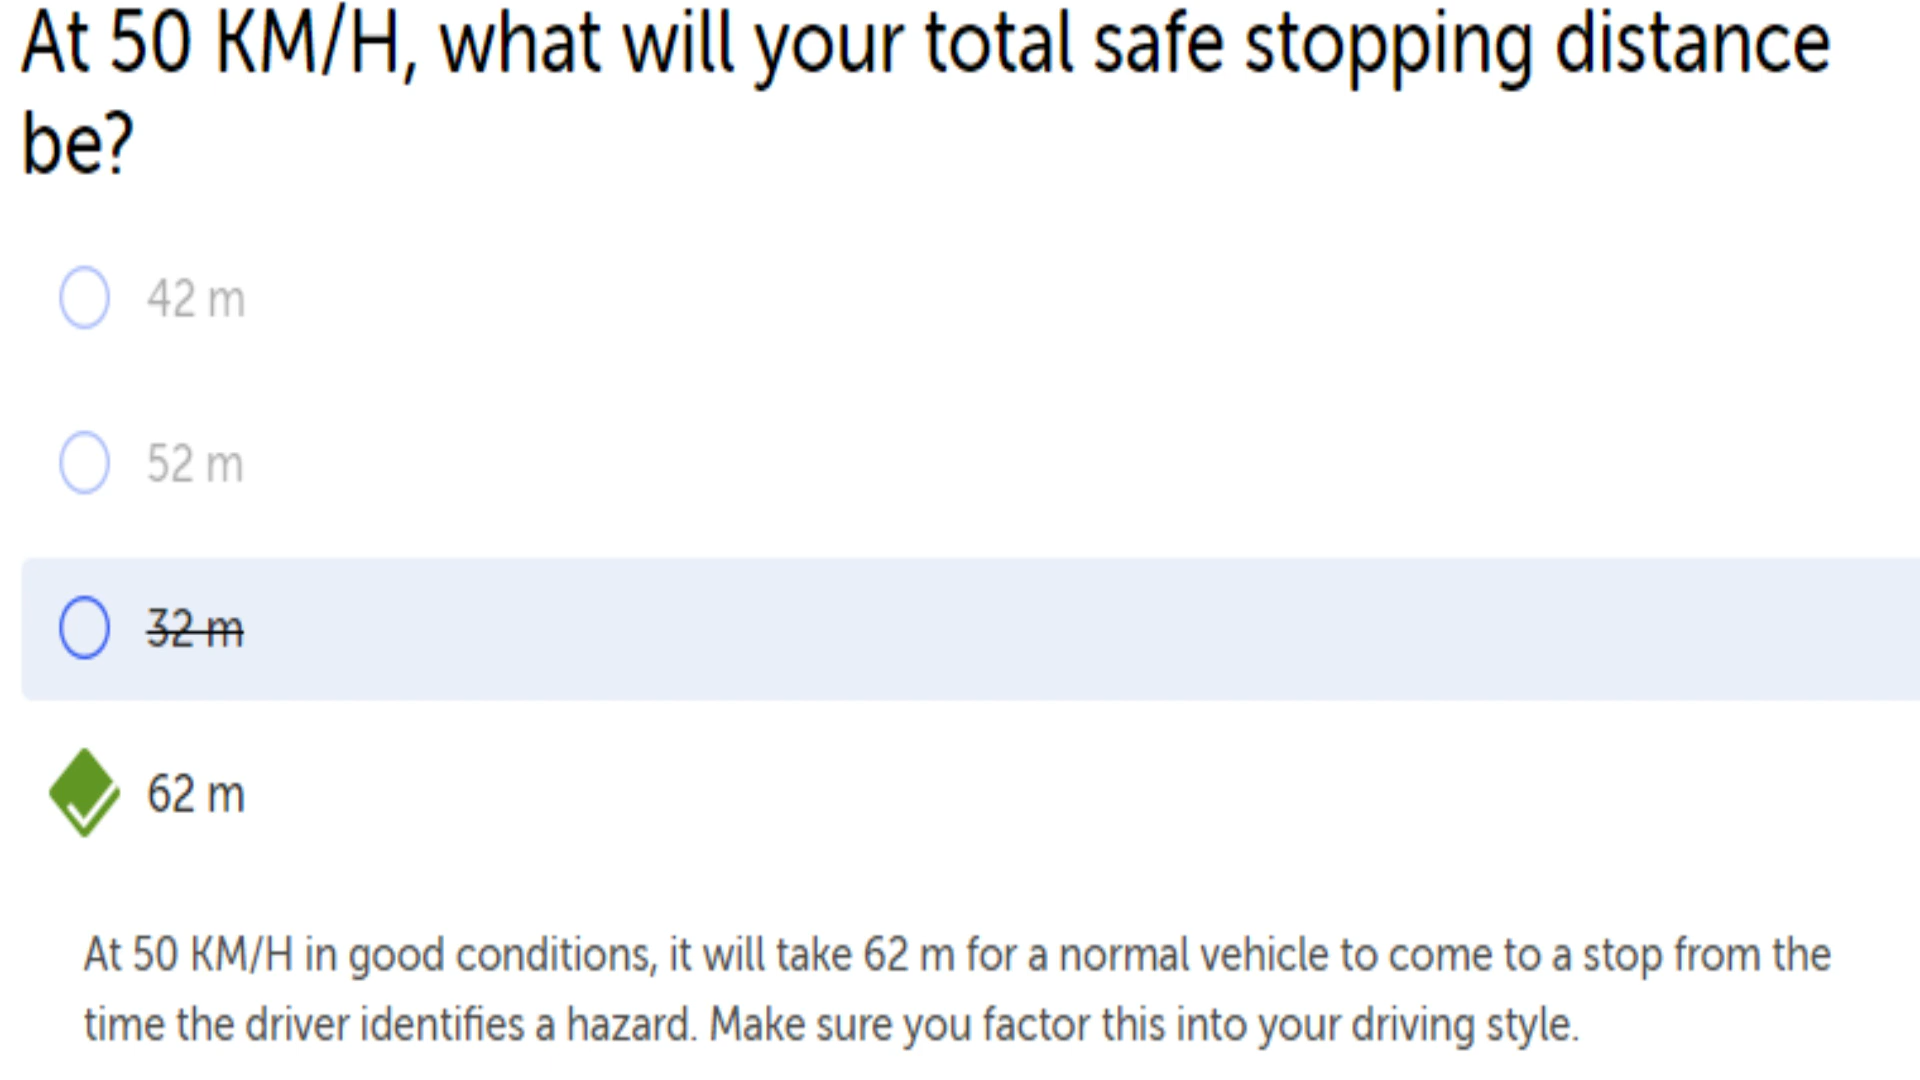 At 50 KM/H, what will your total safe stopping distance
be?
42 m
52 m
32 m
62 m
At 50 KM/H in good conditions, it will take 62 m for a normal vehicle to come to a stop from the
time the driver identifies a hazard. Make sure you factor this into your driving style.